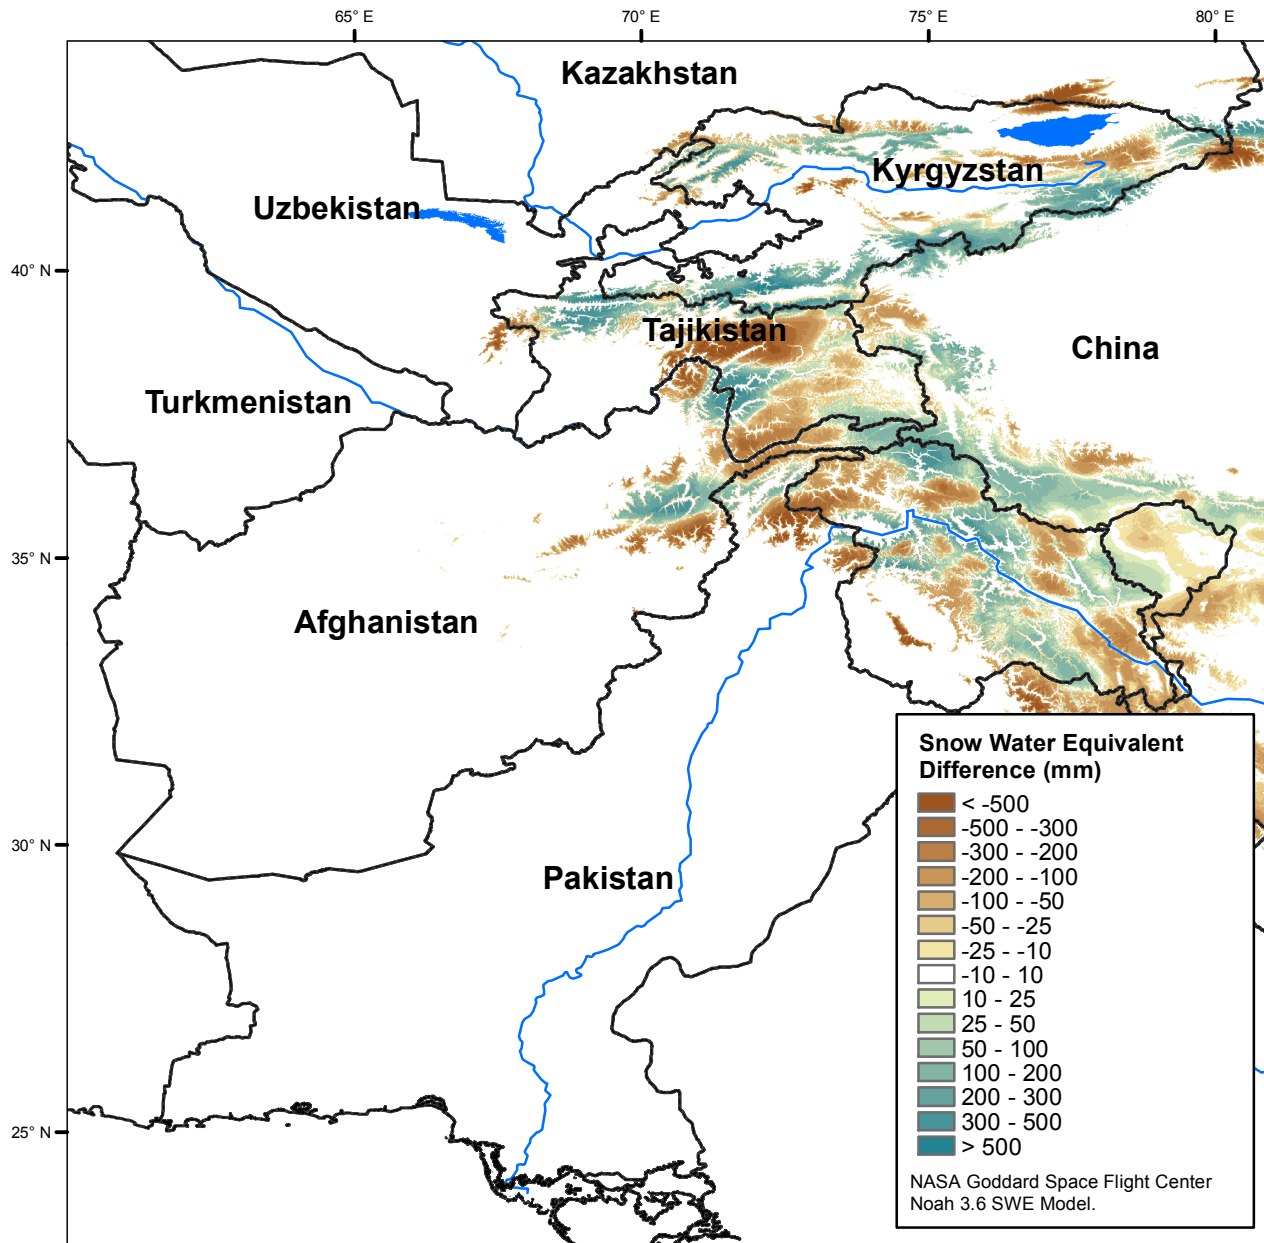 65° E
70° E
75° E
80° E
Kazakhstan
Kyrgyzstan
Uzbekistan
40° N
Tajikistan
China
Turkmenistan
35° N
Afghanistan
Snow Water Equivalent
Difference (mm)
< -500
-500 - -300
-300 - -200
-200 - -100
-100 - -50
-50 - -25
-25 - -10
-10 - 10
10 - 25
25 - 50
50 - 100
100 - 200
200 - 300
300 - 500
> 500
NASA Goddard Space Flight Center
Noah 3.6 SWE Model.
30° N
Pakistan
25° N